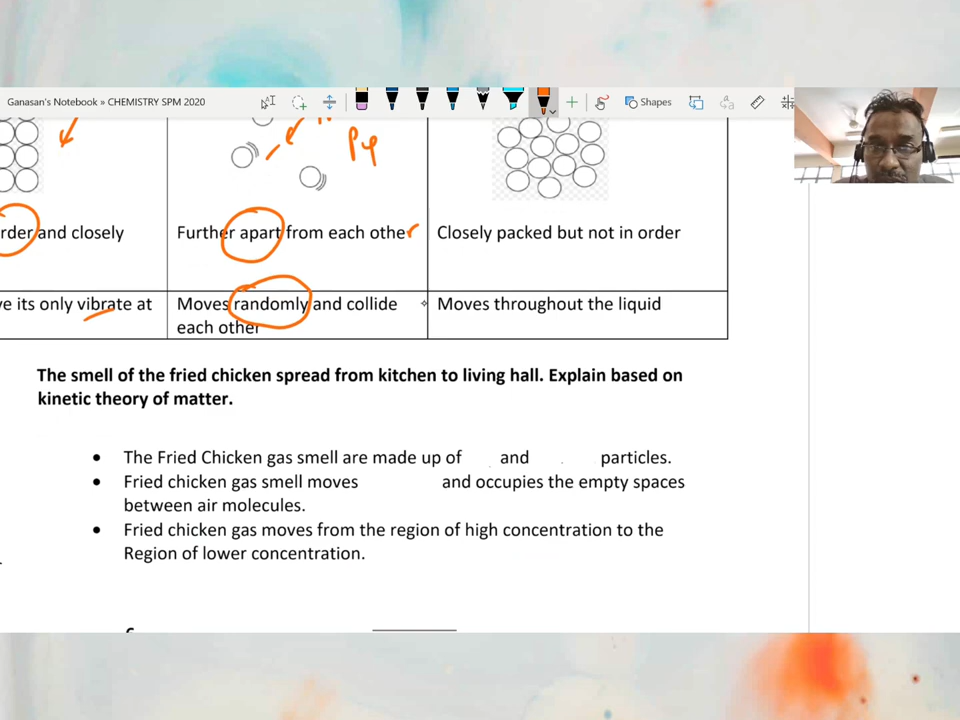 Ganasan's Notebook » CHEMISTRY SPM 2020
Shapes
rder and closely
Further apart from each other
Closely packed but not in order
e its only vibrate at
Moves randomly and collide
each other
Moves throughout the liquid
The smell of the fried chicken spread from kitchen to living hall. Explain based on
kinetic theory of matter.
• The Fried Chicken gas smell are made up of and particles.
• Fried chicken gas smell moves and occupies the empty spaces
between air molecules.
• Fried chicken gas moves from the region of high concentration to the
Region of lower concentration.